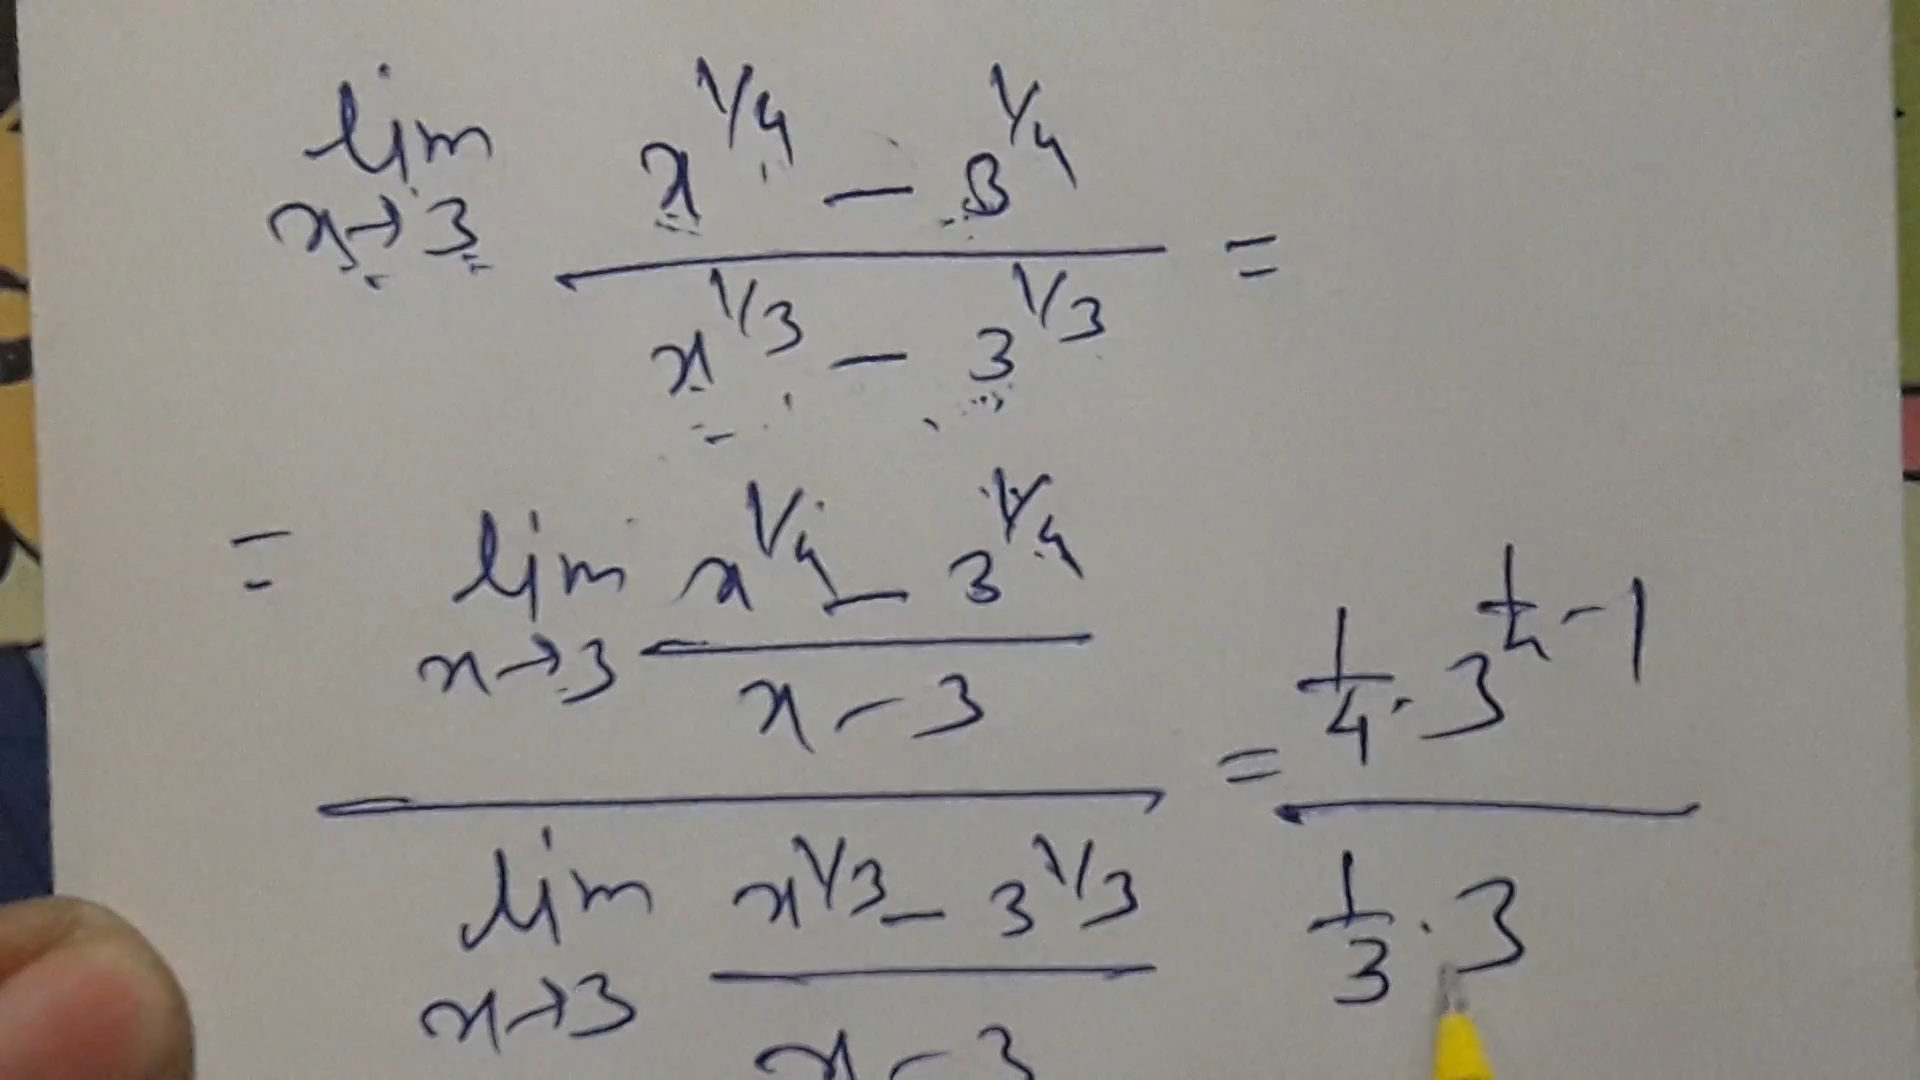 lim x→3 (x^1/4 − 3^1/4) / (x^1/3 − 3^1/3) =
= (lim x→3 (x^1/4 − 3^1/4) / (x − 3)) / (lim x→3 (x^1/3 − 3^1/3) / (x − 3)) = (1/4 · 3^(1/4 − 1)) / (1/3 · 3